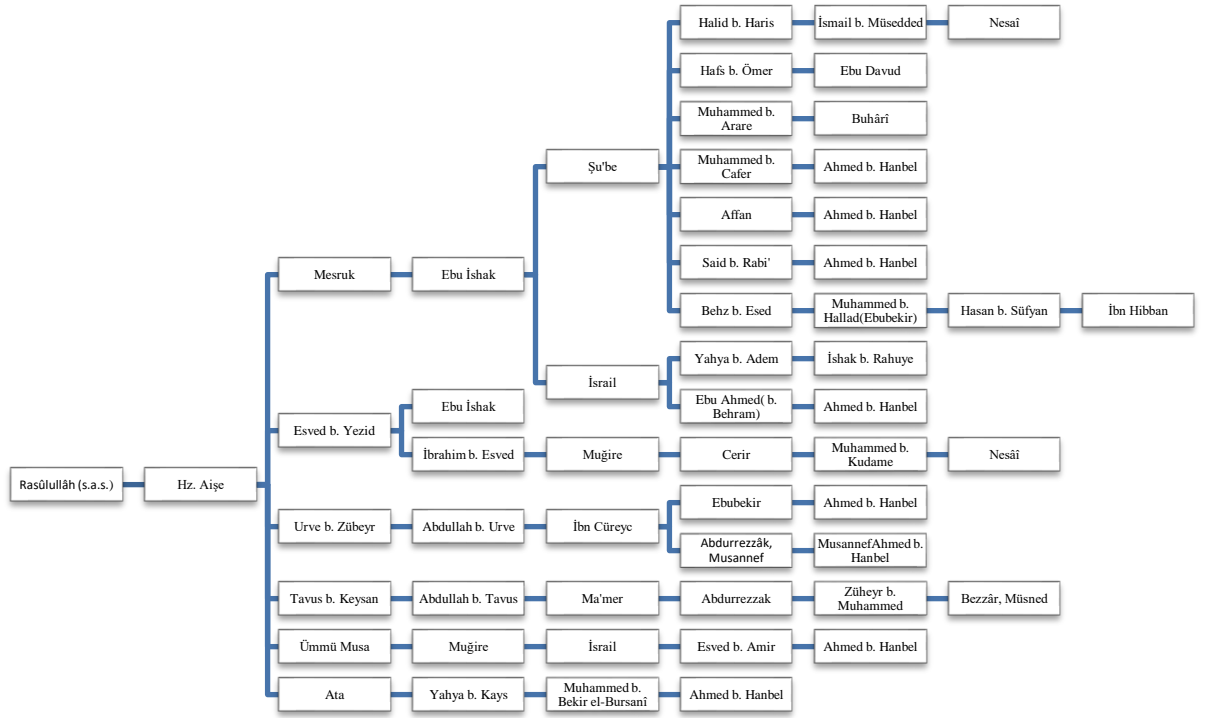 Halid b. Haris
İsmail b. Müsedded
Nesaî
Hafs b. Ömer
Ebu Davud
Muhammed b.
Arare
Buhârî
Şu'be
Muhammed b.
Cafer
Ahmed b. Hanbel
Affan
Ahmed b. Hanbel
Mesruk
Ebu İshak
Said b. Rabi'
Ahmed b. Hanbel
Behz b. Esed
Muhammed b.
Hallad(Ebubekir)
Hasan b. Süfyan
İbn Hibban
İsrail
Yahya b. Adem
İshak b. Rahuye
Ebu Ahmed( b.
Behram)
Ahmed b. Hanbel
Esved b. Yezid
Ebu İshak
İbrahim b. Esved
Muğire
Cerir
Muhammed b.
Kudame
Nesâî
Rasûlullâh (s.a.s.)
Hz. Aişe
Urve b. Zübeyr
Abdullah b. Urve
İbn Cüreyc
Ebubekir
Ahmed b. Hanbel
Abdurrezzâk,
Musannef
MusannefAhmed b.
Hanbel
Tavus b. Keysan
Abdullah b. Tavus
Ma'mer
Abdurrezzak
Züheyr b.
Muhammed
Bezzâr, Müsned
Ümmü Musa
Muğire
İsrail
Esved b. Amir
Ahmed b. Hanbel
Ata
Yahya b. Kays
Muhammed b.
Bekir el-Bursanî
Ahmed b. Hanbel